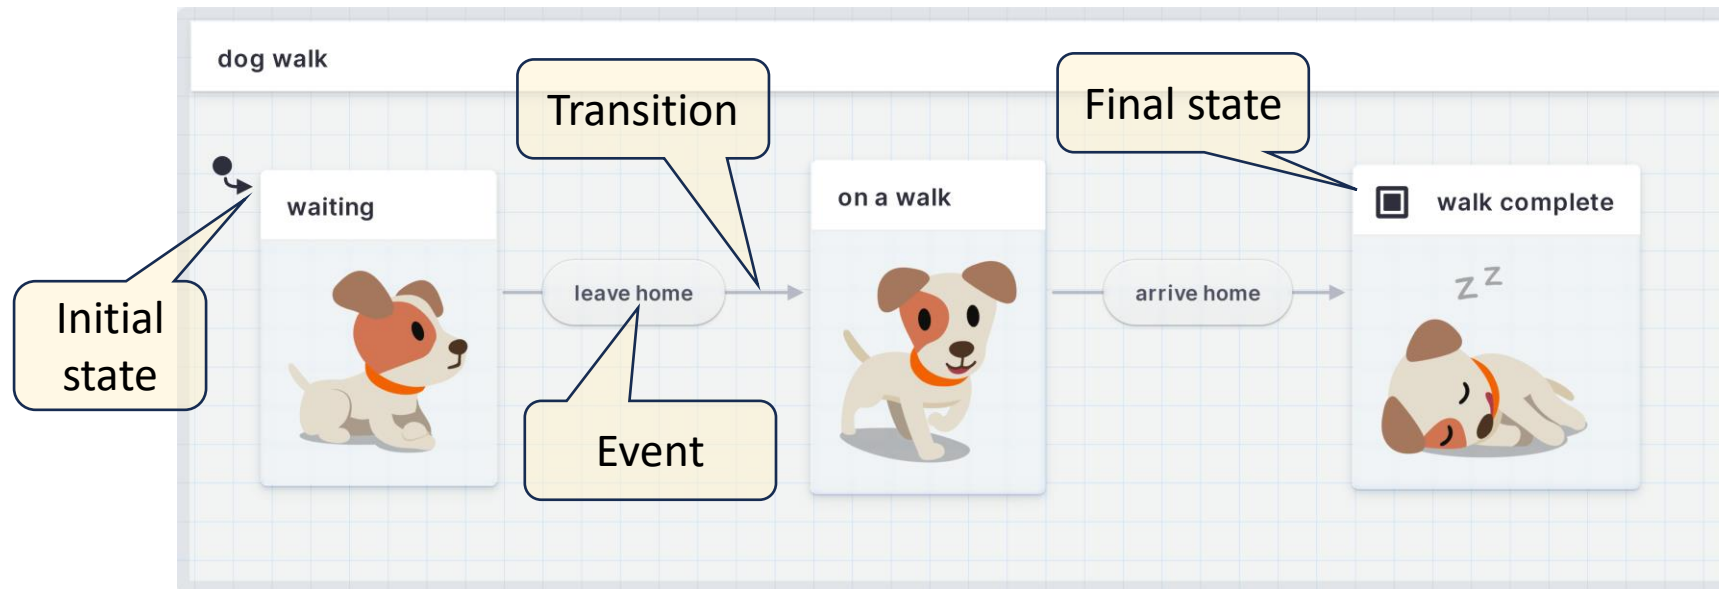 dog walk
Transition
Final state
waiting
on a walk
walk complete
Initial
state
leave home
arrive home
z z
Event